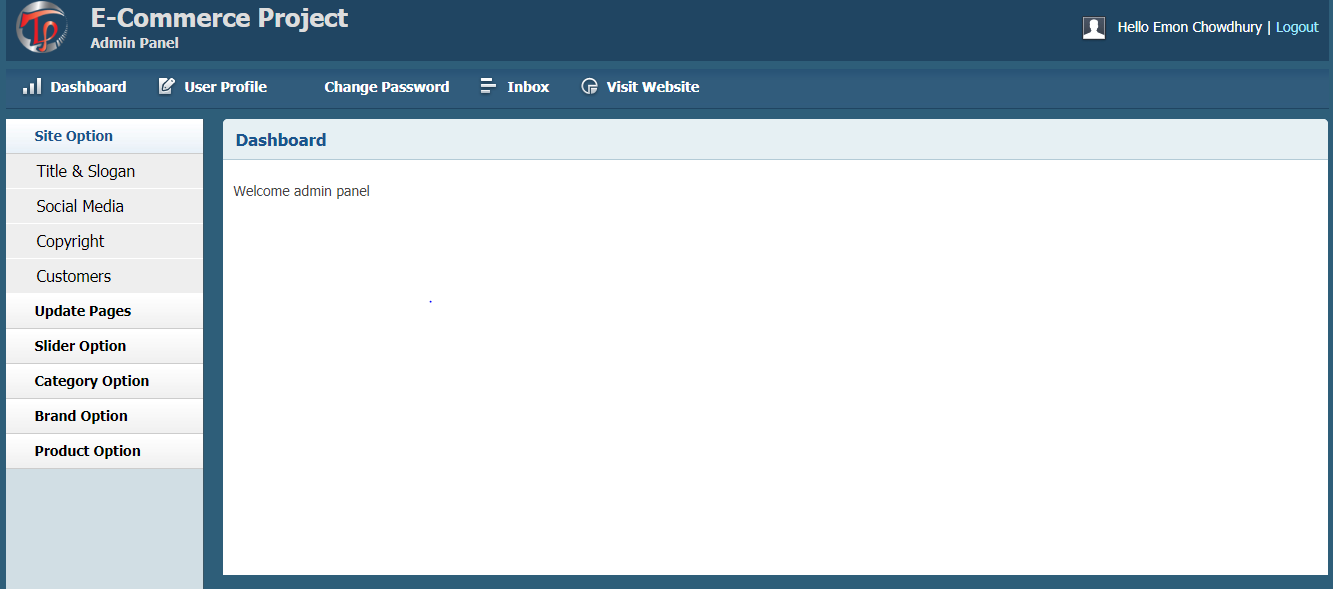 E-Commerce Project
Admin Panel
Hello Emon Chowdhury | Logout
Dashboard User Profile Change Password Inbox Visit Website
Site Option
Title & Slogan
Social Media
Copyright
Customers
Update Pages
Slider Option
Category Option
Brand Option
Product Option
Dashboard
Welcome admin panel